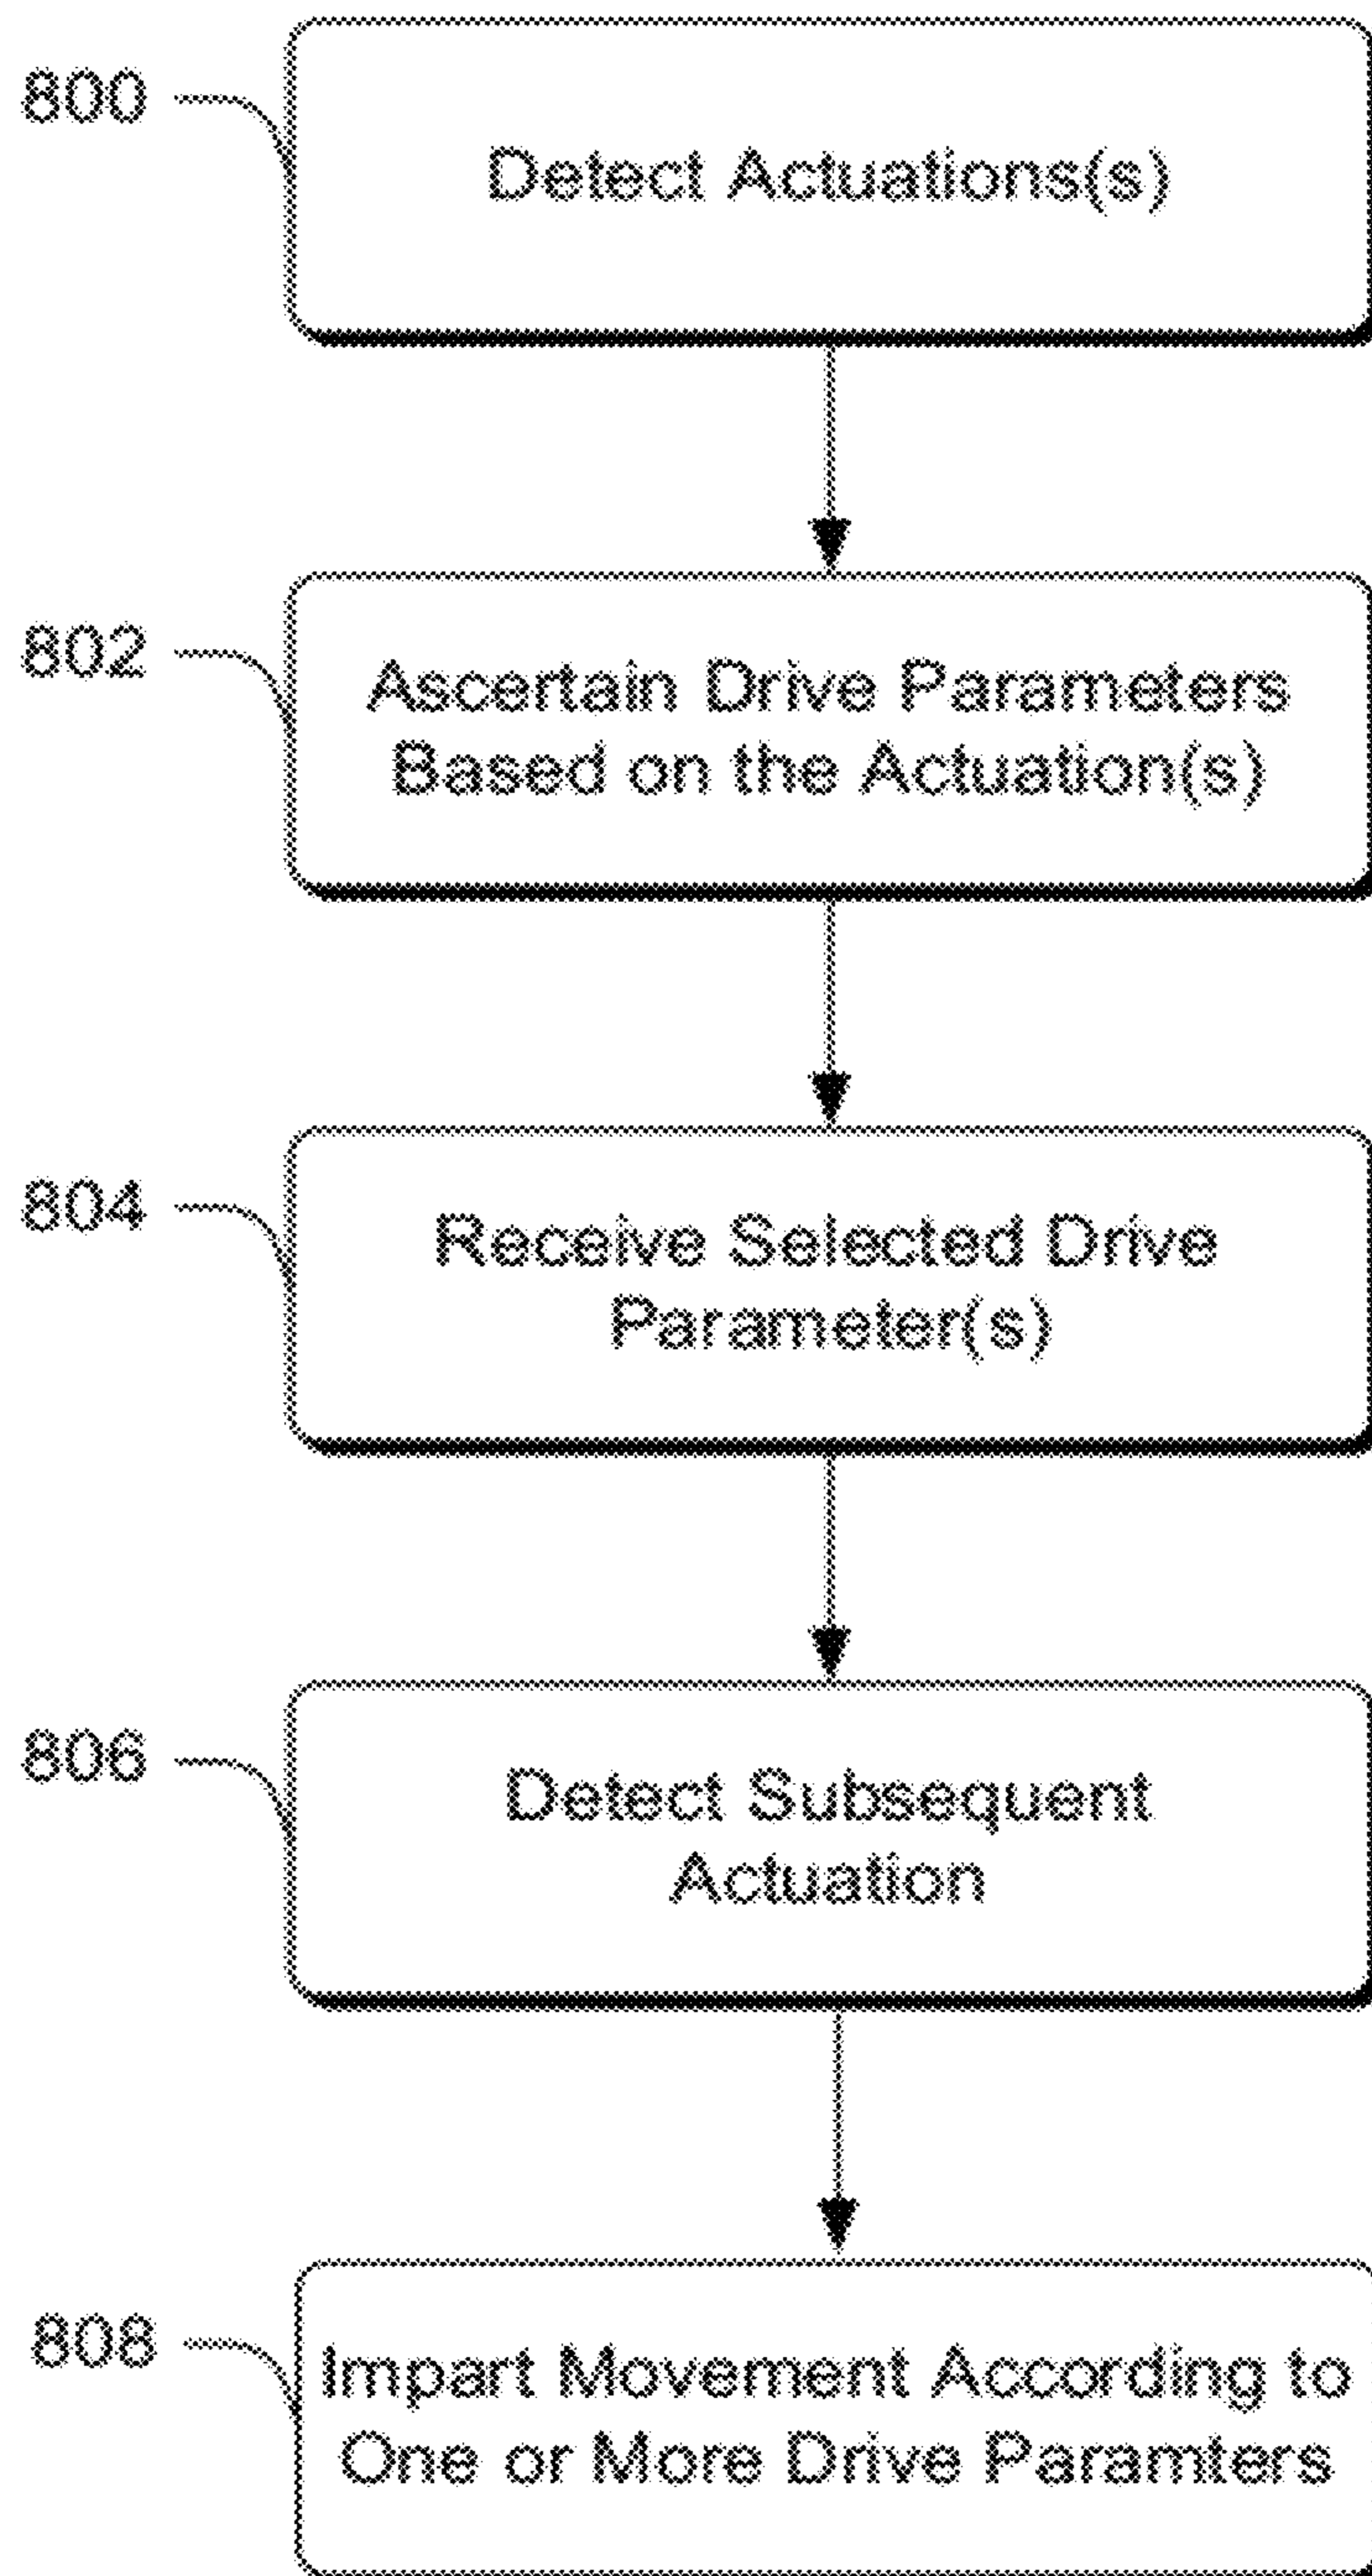 800
Detect Actuations(s)
802
Ascertain Drive Parameters
Based on the Actuation(s)
804
Receive Selected Drive
Parameter(s)
806
Detect Subsequent
Actuation
808
Impart Movement According to
One or More Drive Paramters